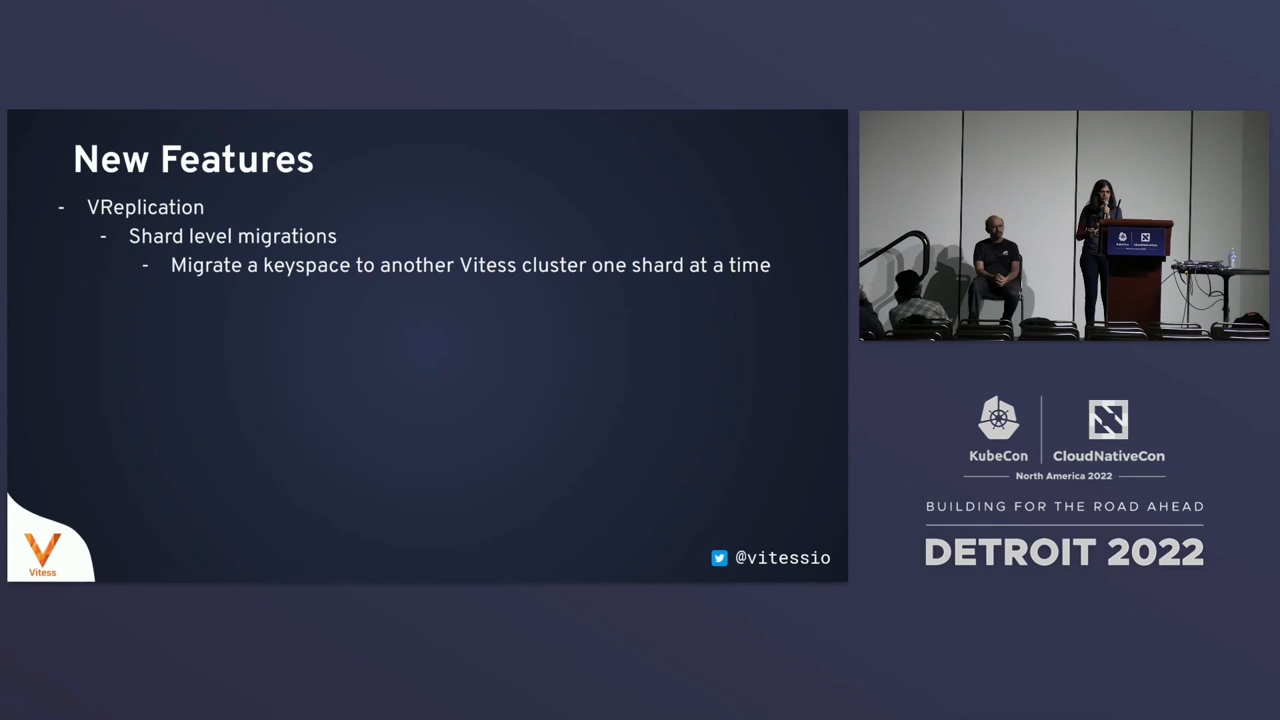 New Features
- VReplication
- Shard level migrations
- Migrate a keyspace to another Vitess cluster one shard at a time
Vitess
@vitessio
KubeCon
CloudNativeCon
North America 2022
BUILDING FOR THE ROAD AHEAD
DETROIT 2022